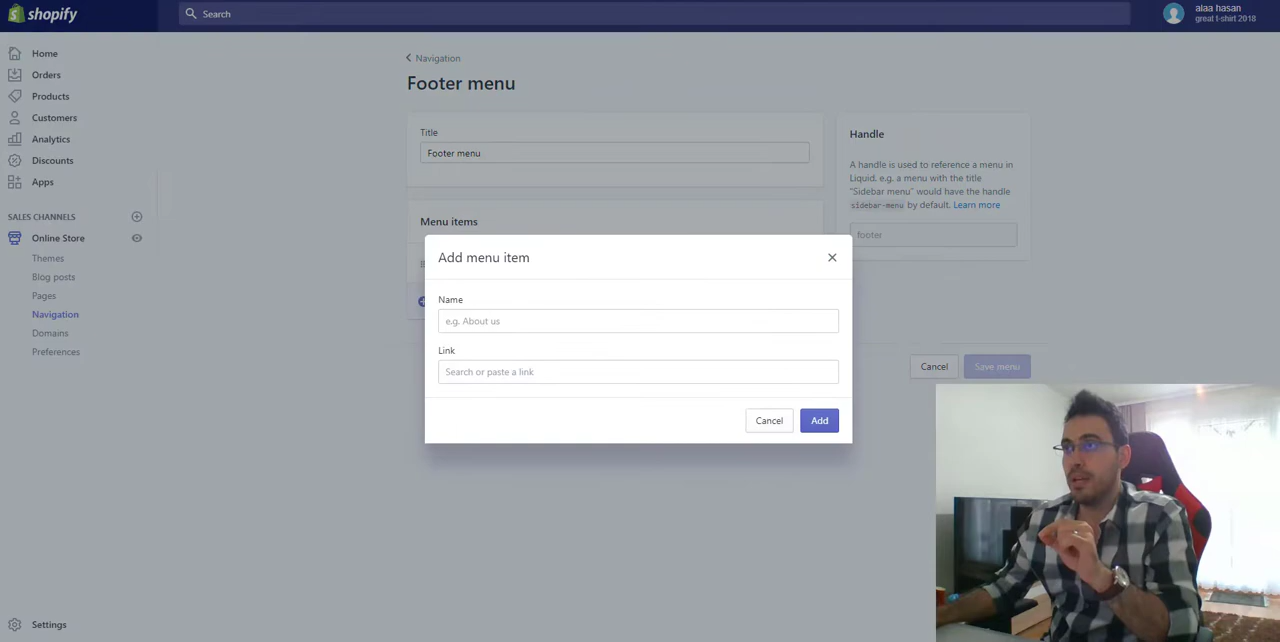 shopify
Search
alaa hasan
great t-shirt 2018
Home
Orders
Products
Customers
Analytics
Discounts
Apps
SALES CHANNELS
Online Store
Themes
Blog posts
Pages
Navigation
Domains
Preferences
Settings
Navigation
Footer menu
Title
Footer menu
Menu items
Handle
A handle is used to reference a menu in
Liquid, e.g. a menu with the title
“Sidebar menu” would have the handle
sidebar-menu by default. Learn more
footer
Add menu item
Name
e.g. About us
Link
Search or paste a link
Cancel
Add
Cancel
Save menu